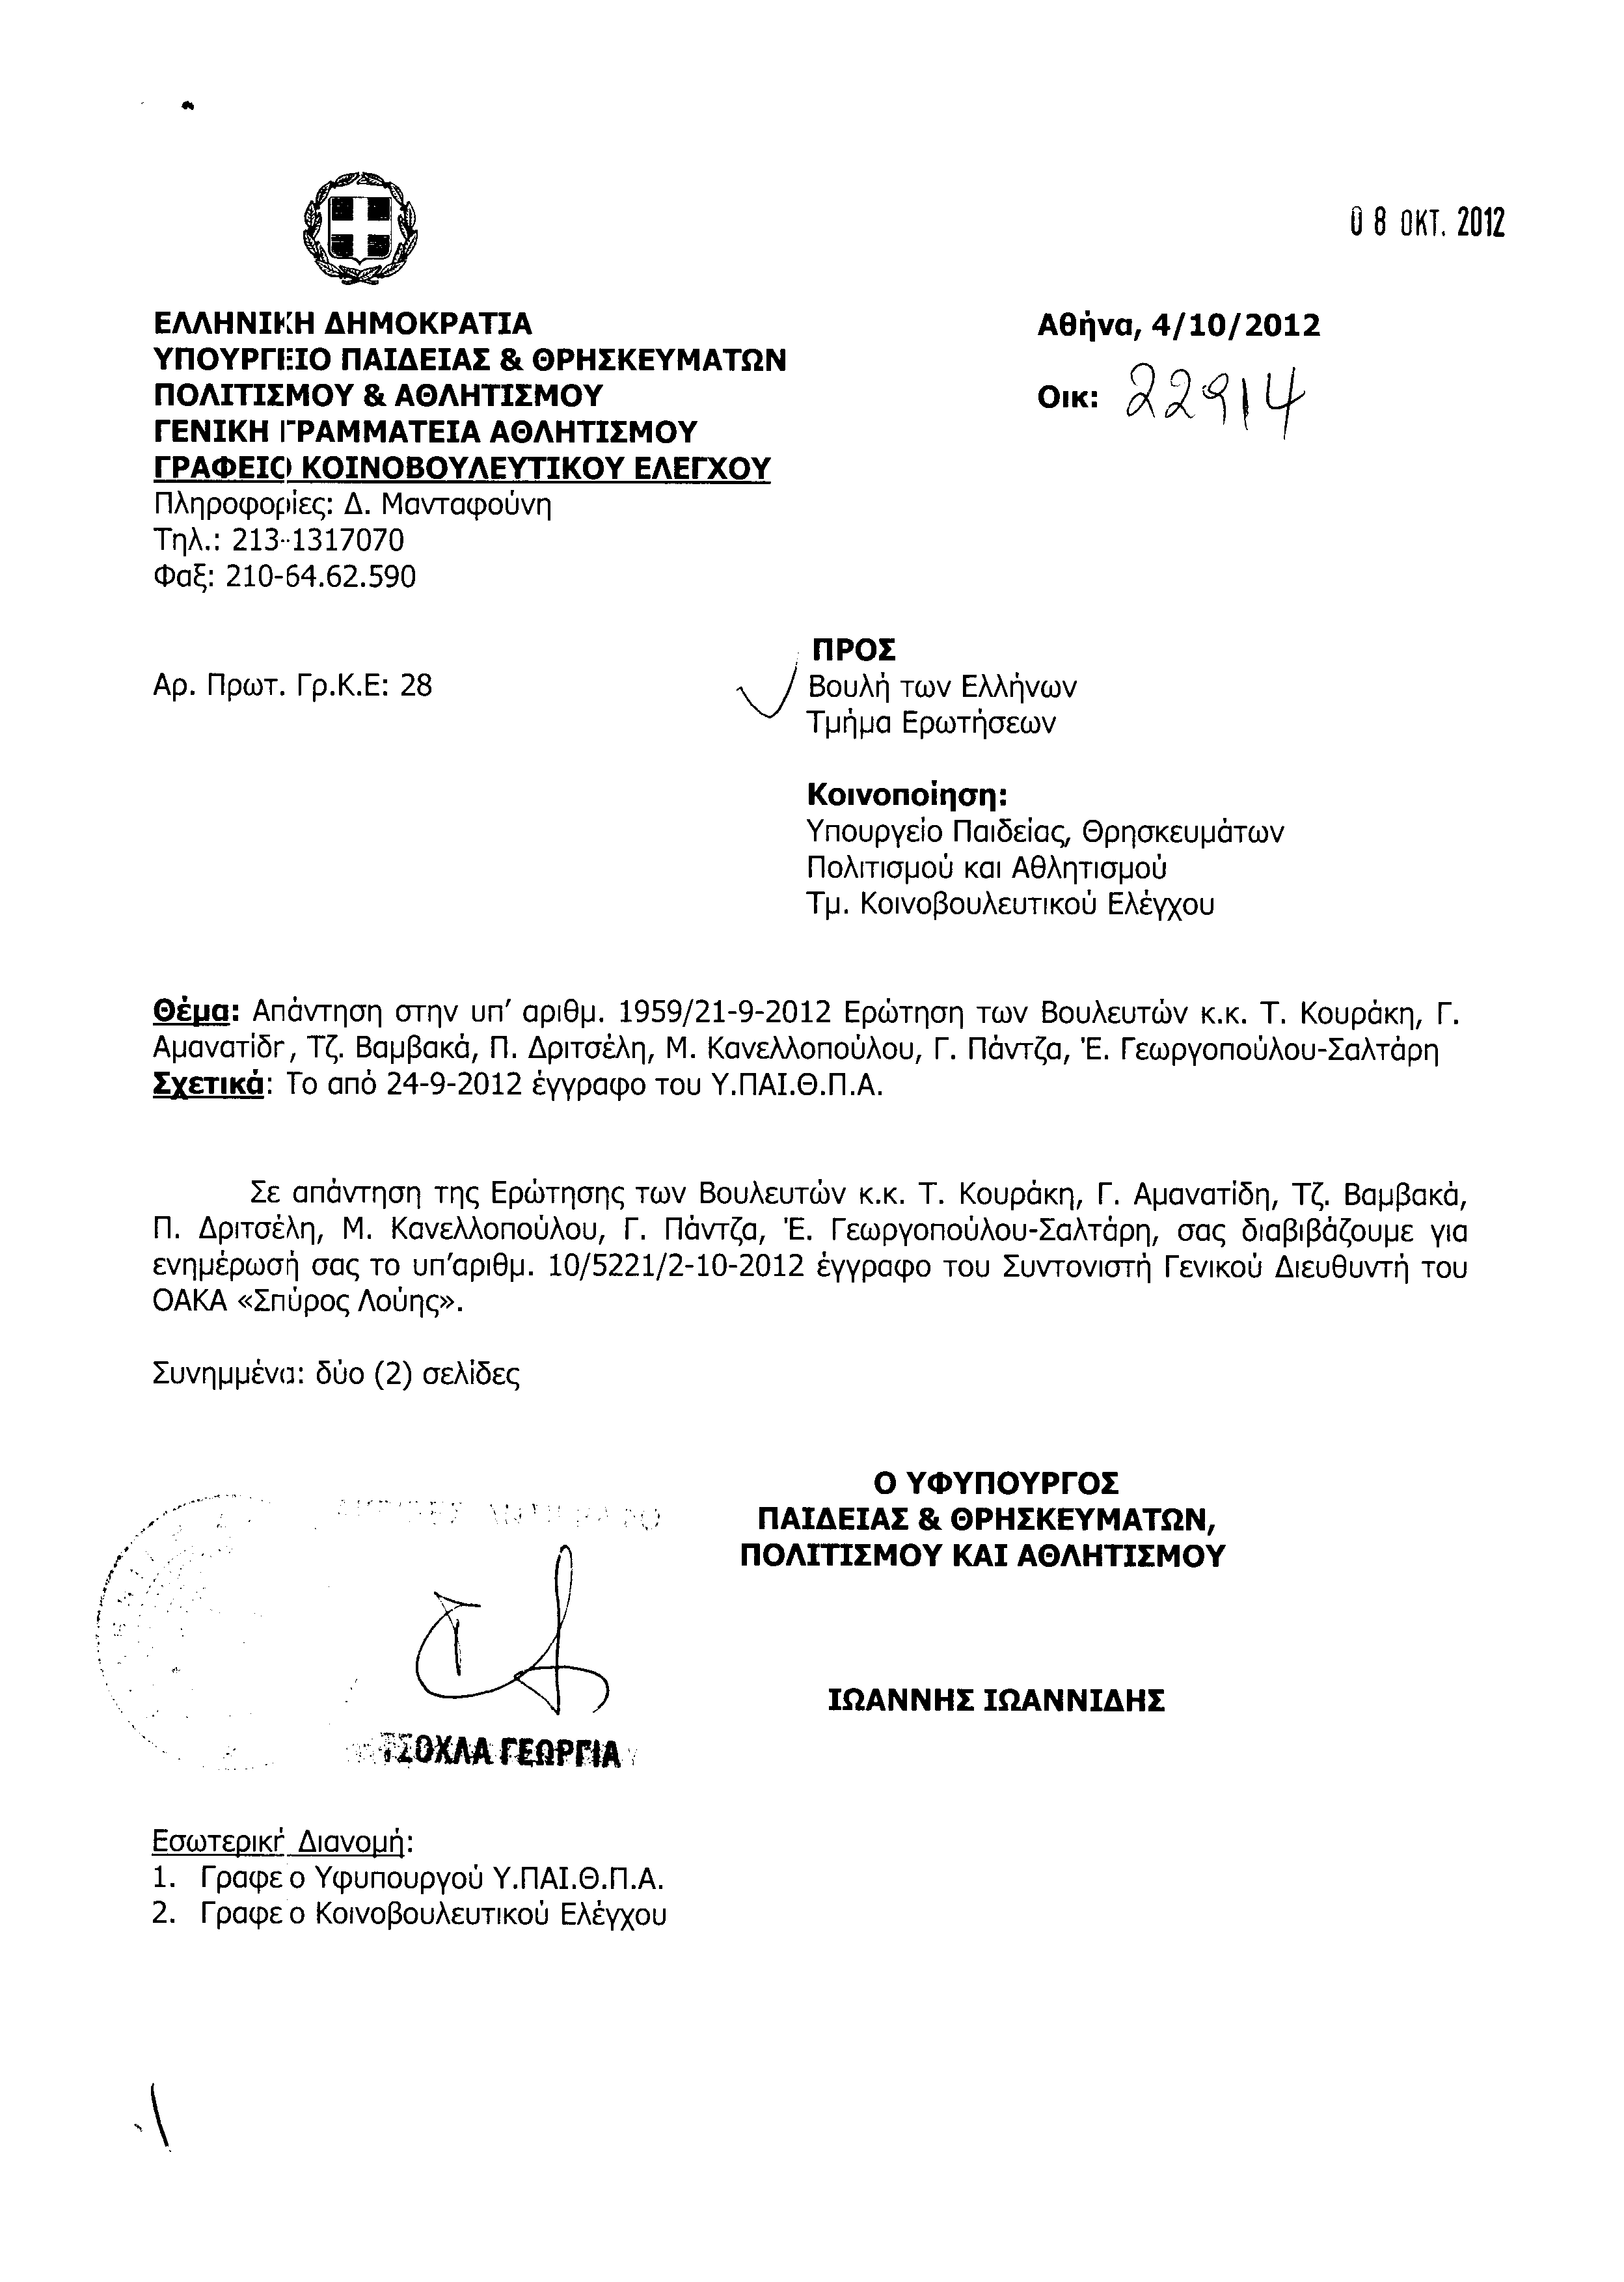 08 ΟΚΤ. 2012
ΕΛΛΗΝΙΚΗ ΔΗΜΟΚΡΑΤΙΑ
ΥΠΟΥΡΓΕΙΟ ΠΑΙΔΕΙΑΣ & ΘΡΗΣΚΕΥΜΑΤΩΝ
ΠΟΛΙΤΙΣΜΟΥ & ΑΘΛΗΤΙΣΜΟΥ
ΓΕΝΙΚΗ ΓΡΑΜΜΑΤΕΙΑ ΑΘΛΗΤΙΣΜΟΥ
ΓΡΑΦΕΙΟ ΚΟΙΝΟΒΟΥΛΕΥΤΙΚΟΥ ΕΛΕΓΧΟΥ
Πληροφορίες: Δ. Μανταφούνη
Τηλ.: 213-1317070
Φαξ: 210-64.62.590
Αθήνα, 4/10/2012
Οικ: 22914
Αρ. Πρωτ. Γρ.Κ.Ε: 28
ΠΡΟΣ
Βουλή των Ελλήνων
Τμήμα Ερωτήσεων
Κοινοποίηση:
Υπουργείο Παιδείας, Θρησκευμάτων
Πολιτισμού και Αθλητισμού
Τμ. Κοινοβουλευτικού Ελέγχου
Θέμα: Απάντηση στην υπ' αριθμ. 1959/21-9-2012 Ερώτηση των Βουλευτών κ.κ. Τ. Κουράκη, Γ.
Αμανατίδη, Τζ. Βαμβακά, Π. Δριτσέλη, Μ. Κανελλοπούλου, Γ. Πάντζα, Έ. Γεωργοπούλου-Σαλτάρη
Σχετικά: Το από 24-9-2012 έγγραφο του Υ.ΠΑΙ.Θ.Π.Α.
Σε απάντηση της Ερώτησης των Βουλευτών κ.κ. Τ. Κουράκη, Γ. Αμανατίδη, Τζ. Βαμβακά,
Π. Δριτσέλη, Μ. Κανελλοπούλου, Γ. Πάντζα, Έ. Γεωργοπούλου-Σαλτάρη, σας διαβιβάζουμε για
ενημέρωσή σας το υπ'αριθμ. 10/5221/2-10-2012 έγγραφο του Συντονιστή Γενικού Διευθυντή του
ΟΑΚΑ «Σπύρος Λούης».
Συνημμένα: δύο (2) σελίδες
Ο ΥΦΥΠΟΥΡΓΟΣ
ΠΑΙΔΕΙΑΣ & ΘΡΗΣΚΕΥΜΑΤΩΝ,
ΠΟΛΙΤΙΣΜΟΥ ΚΑΙ ΑΘΛΗΤΙΣΜΟΥ
ΙΩΑΝΝΗΣ ΙΩΑΝΝΙΔΗΣ
ΤΣΟΧΛΑ ΓΕΩΡΓΙΑ
Εσωτερική Διανομή:
1. Γραφείο Υφυπουργού Υ.ΠΑΙ.Θ.Π.Α.
2. Γραφείο Κοινοβουλευτικού Ελέγχου